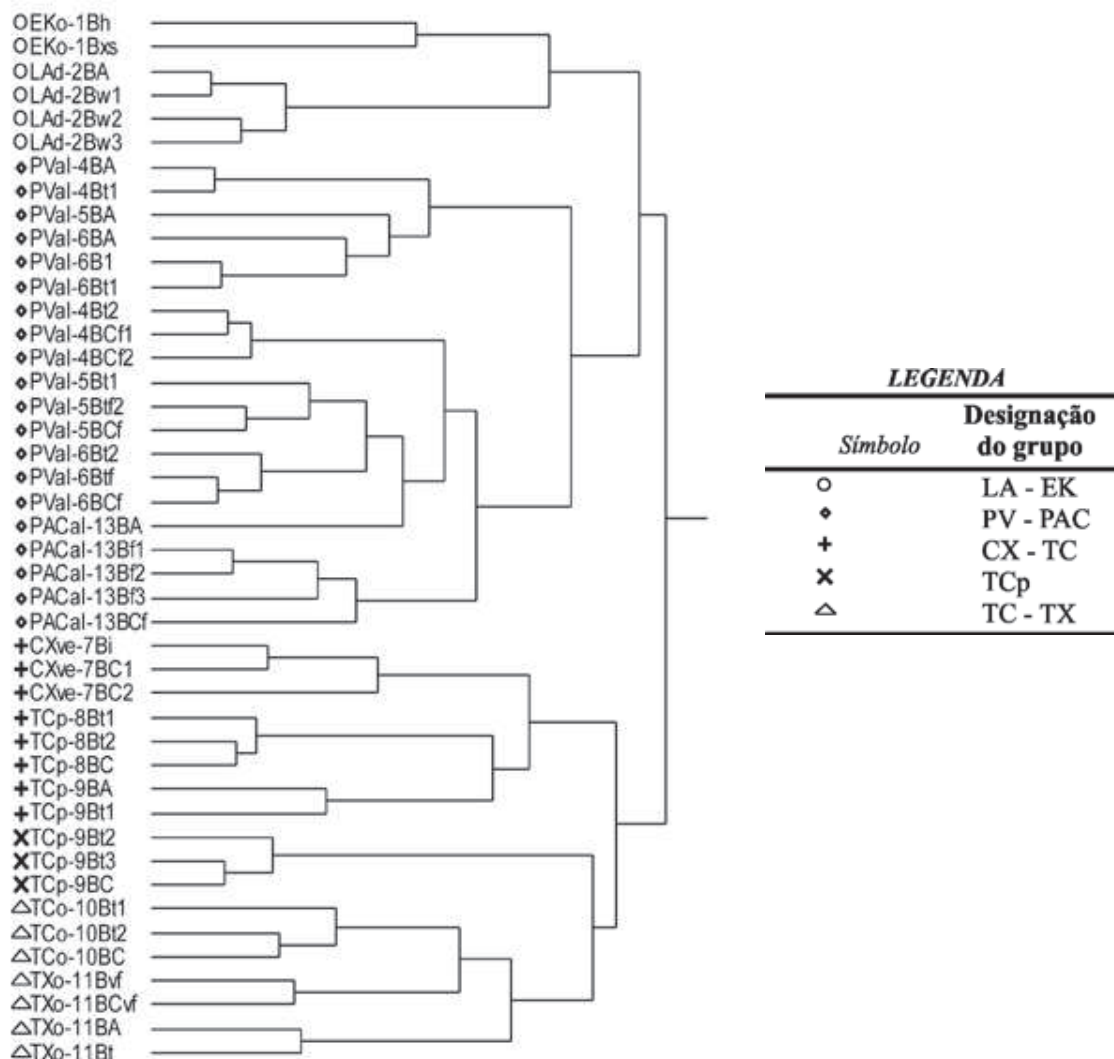 OEKo-1Bh
OEKo-1Bxs
OLAd-2BA
OLAd-2Bw1
OLAd-2Bw2
OLAd-2Bw3
PVal-4BA
PVal-4Bt1
PVal-5BA
PVal-6BA
PVal-6B1
PVal-6Bt1
PVal-4Bt2
PVal-4BCf1
PVal-4BCf2
PVal-5Bt1
PVal-5Btf2
PVal-5BCf
PVal-6Bt2
PVal-6Btf
PVal-6BCf
PACal-13BA
PACal-13Bf1
PACal-13Bf2
PACal-13Bf3
PACal-13BCf
+CXve-7Bi
+CXve-7BC1
+CXve-7BC2
+TCp-8Bt1
+TCp-8Bt2
+TCp-8BC
+TCp-9BA
+TCp-9Bt1
XTCp-9Bt2
XTCp-9Bt3
XTCp-9BC
TCo-10Bt1
TCo-10Bt2
TCo-10BC
TXo-11Bvf
TXo-11BCvf
TXo-11BA
TXo-11Bt
LEGENDA
Símbolo Designação do grupo
LA - EK
PV - PAC
+ CX - TC
X TCp
TC - TX